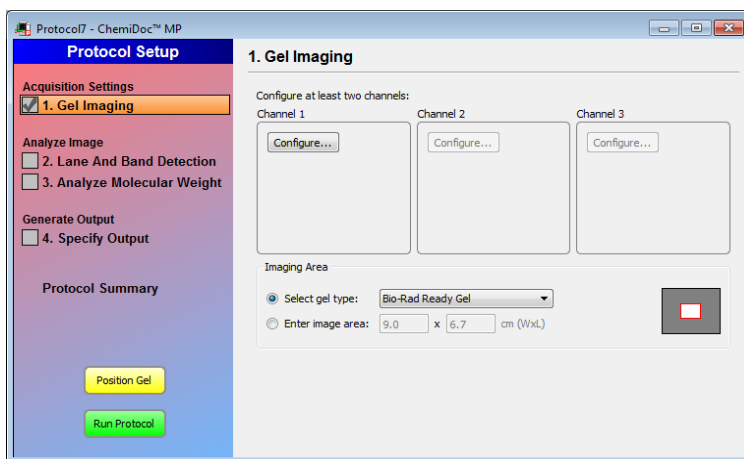 Protocol7 - ChemiDoc™ MP
Protocol Setup
Acquisition Settings
1. Gel Imaging
Analyze Image
2. Lane And Band Detection
3. Analyze Molecular Weight
Generate Output
4. Specify Output
Protocol Summary
Position Gel
Run Protocol
1. Gel Imaging
Configure at least two channels:
Channel 1 Channel 2 Channel 3
Configure... Configure... Configure...
Imaging Area
Select gel type: Bio-Rad Ready Gel
Enter image area: 9.0 x 6.7 cm (WxL)